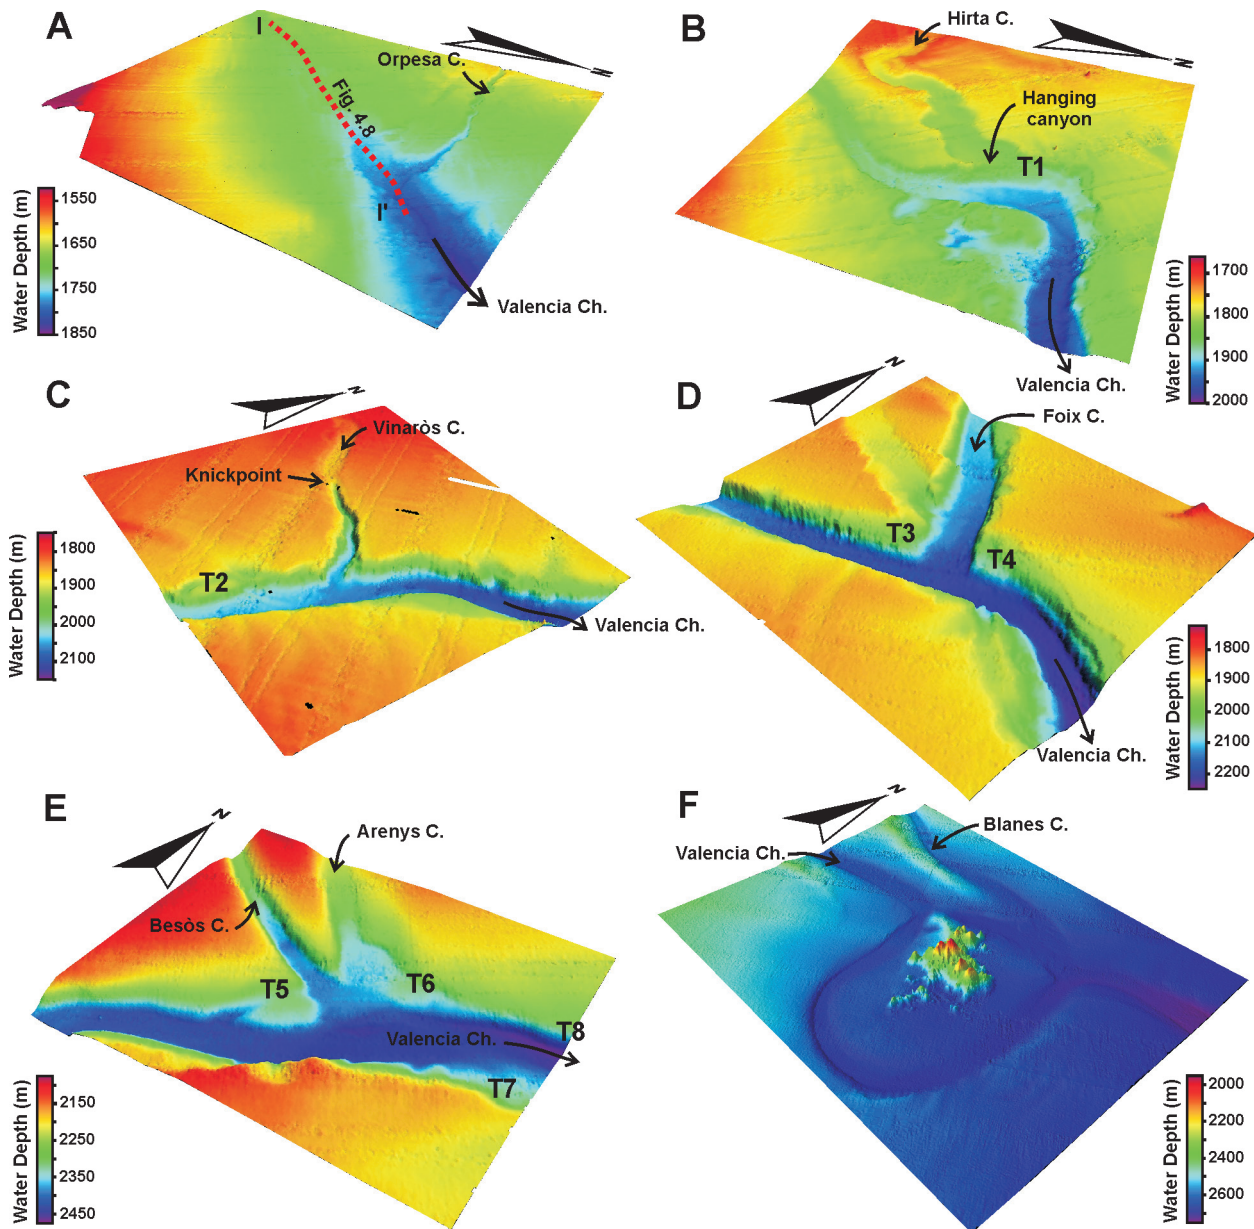 A
I
Orpesa C.
N
Fig. 4.8
I'
Valencia Ch.
Water Depth (m)
1550
1650
1750
1850
B
Hirta C.
N
Hanging
canyon
T1
Valencia Ch.
Water Depth (m)
1700
1800
1900
2000
C
N
Vinaròs C.
Knickpoint
T2
Valencia Ch.
Water Depth (m)
1800
1900
2000
2100
D
N
Foix C.
T3
T4
Valencia Ch.
Water Depth (m)
1800
1900
2000
2100
2200
E
N
Arenys C.
Besòs C.
T5
T6
Valencia Ch.
T8
T7
Water Depth (m)
2150
2250
2350
2450
F
N
Blanes C.
Valencia Ch.
Water Depth (m)
2000
2200
2400
2600